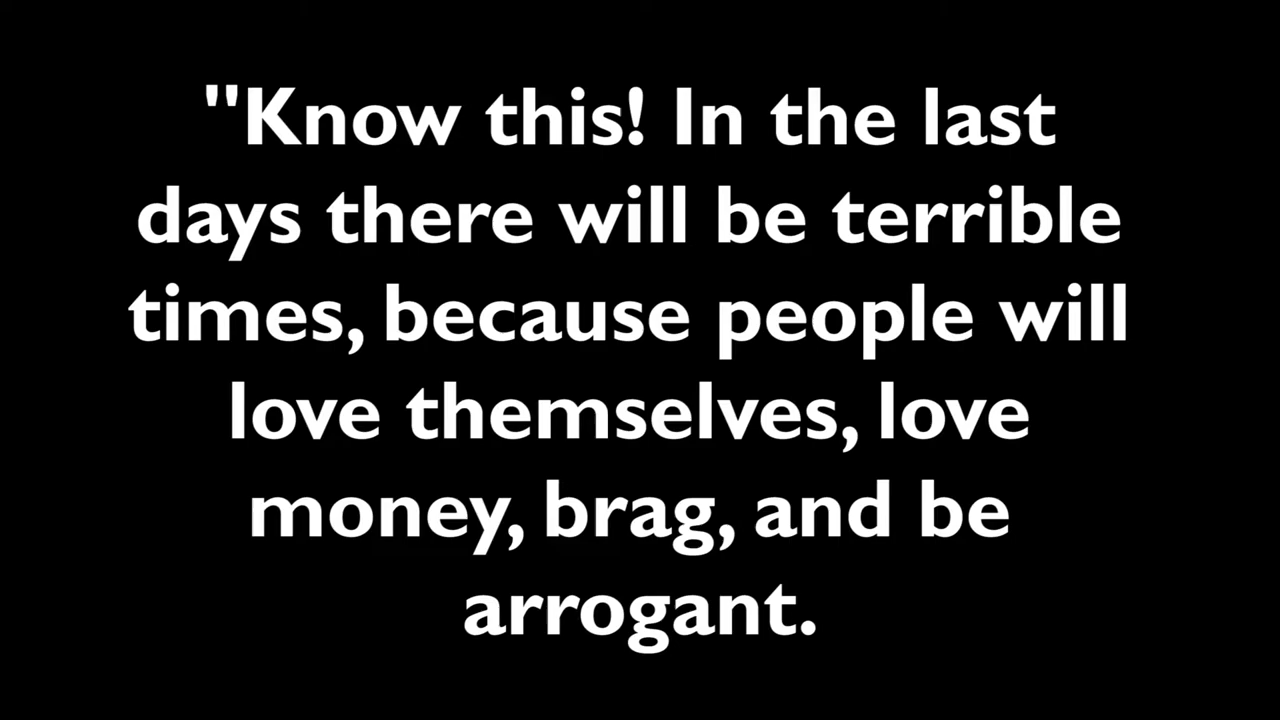 "Know this! In the last
days there will be terrible
times, because people will
love themselves, love
money, brag, and be
arrogant.